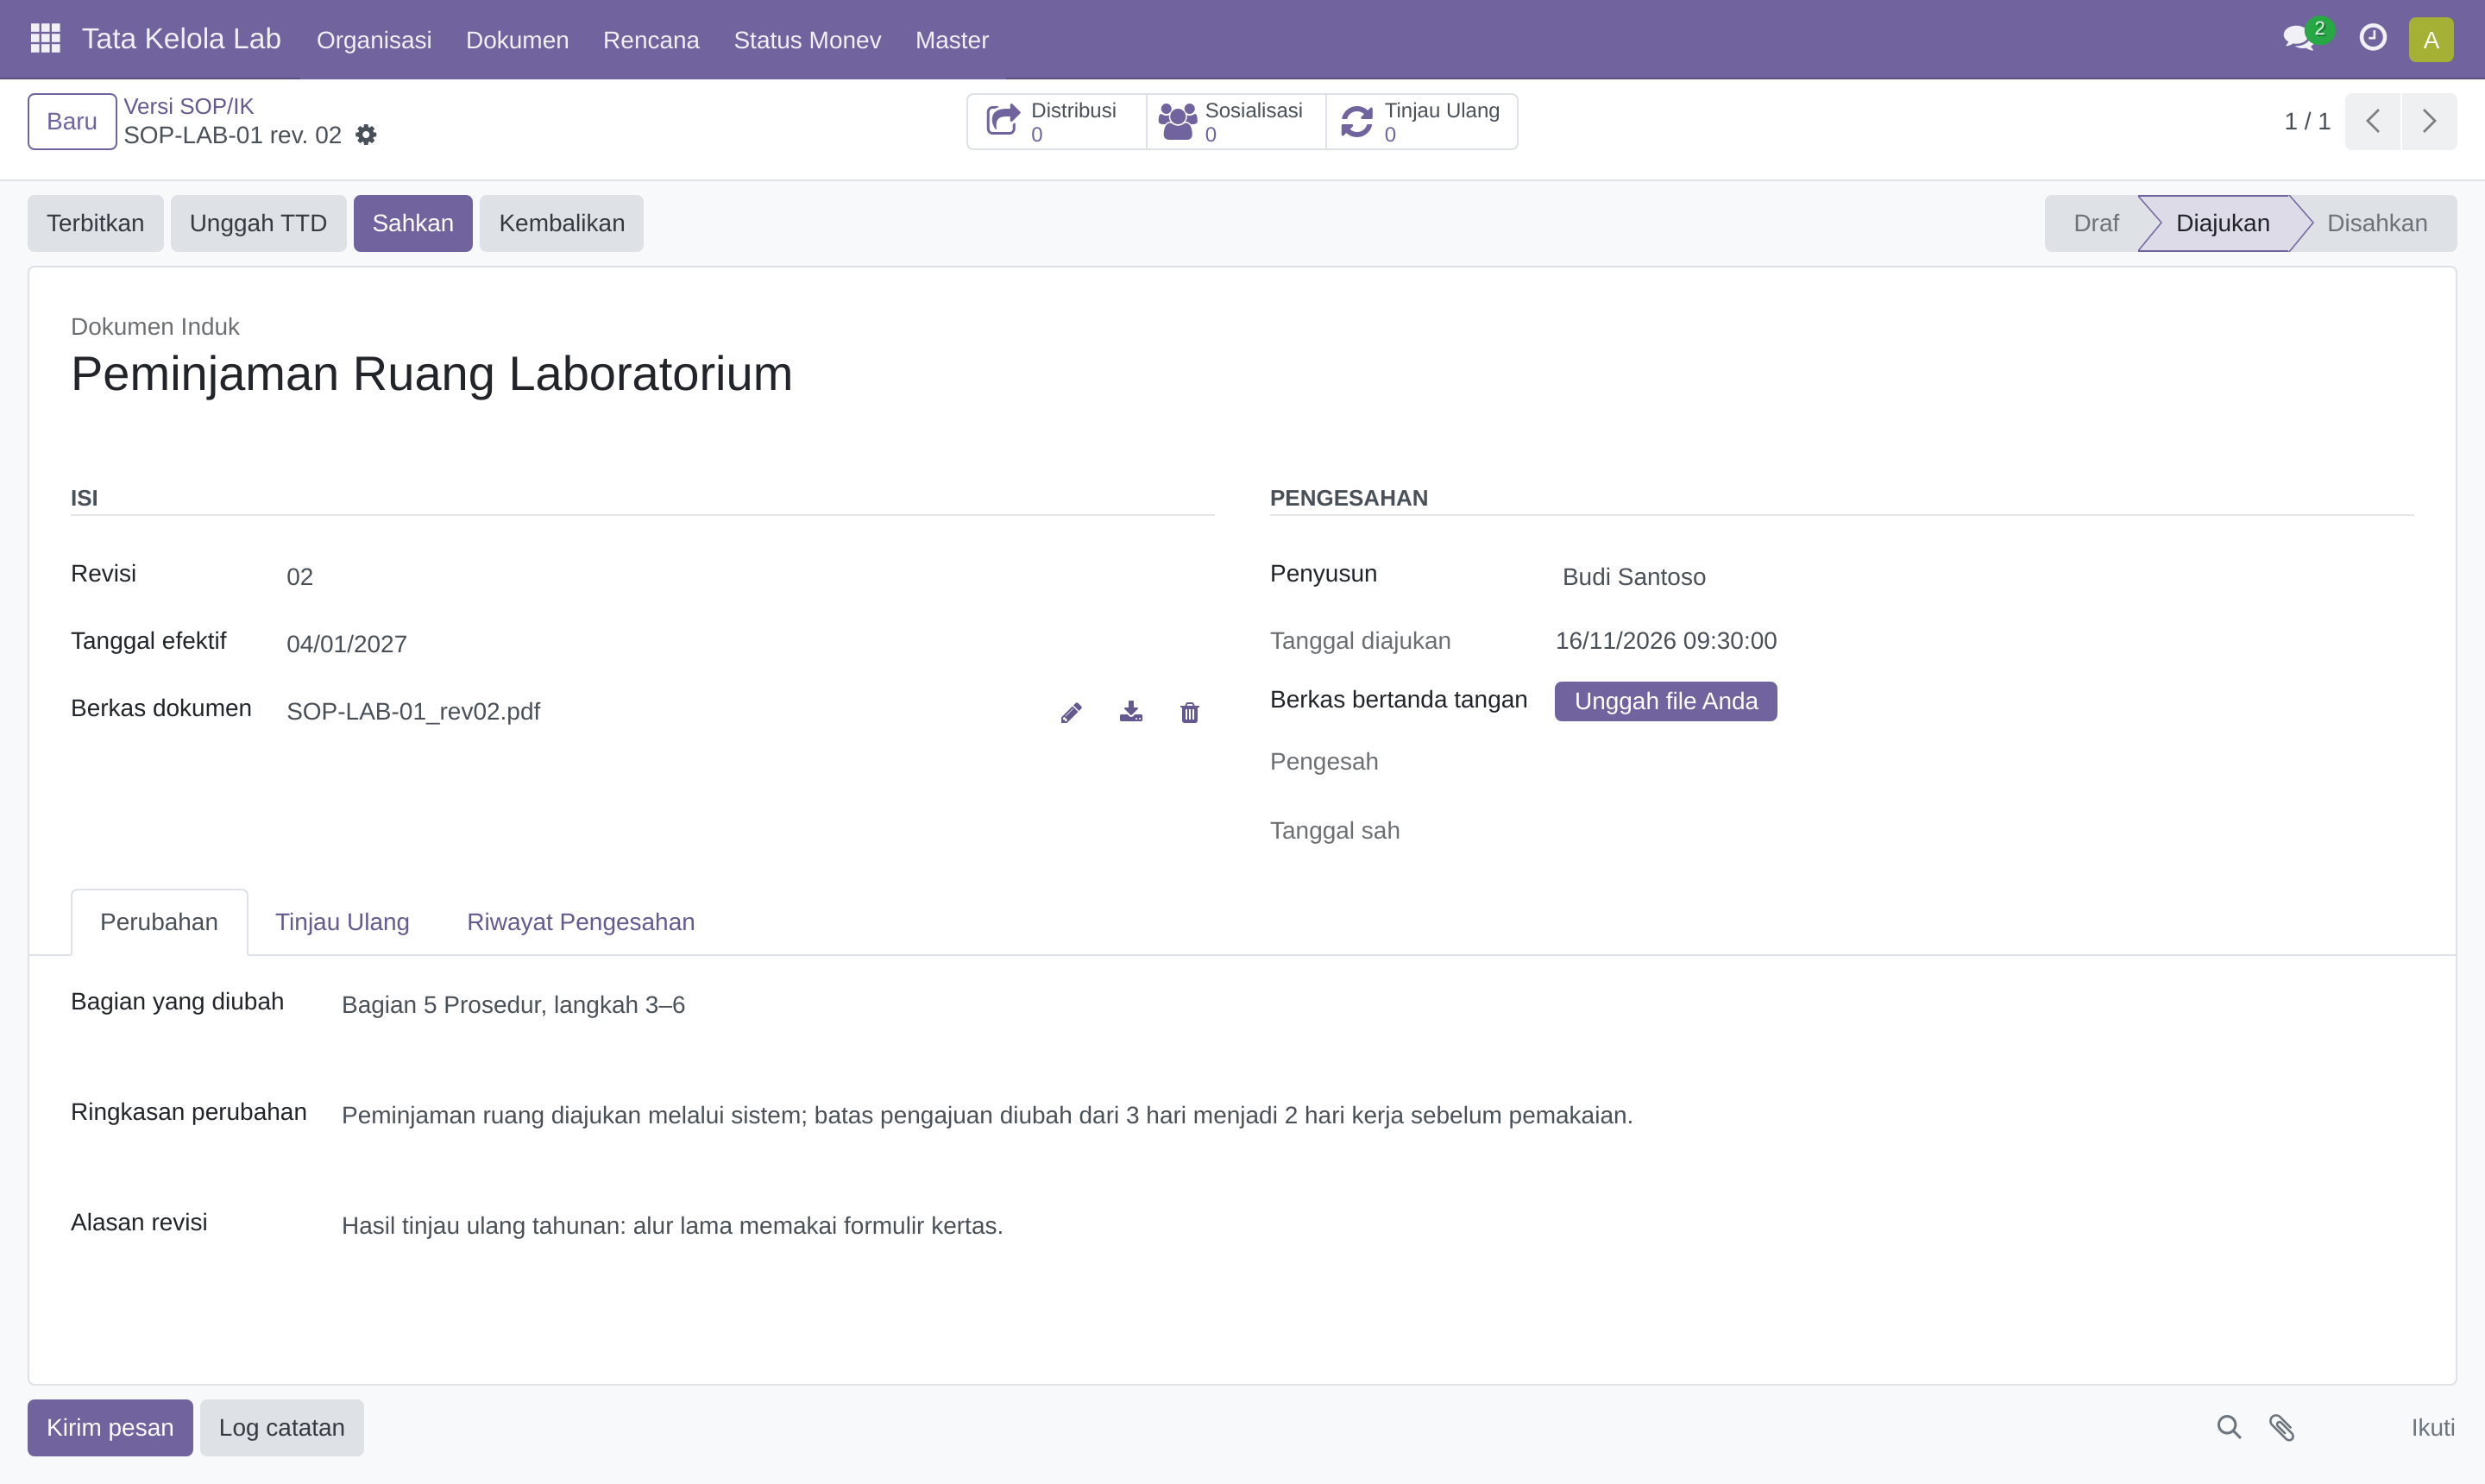 Tata Kelola Lab Organisasi Dokumen Rencana Status Monev Master 2 A
Baru Versi SOP/IK
SOP-LAB-01 rev. 02
Distribusi
0
Sosialisasi
0
Tinjau Ulang
0
1 / 1
Terbitkan Unggah TTD Sahkan Kembalikan Draf Diajukan Disahkan
Dokumen Induk
Peminjaman Ruang Laboratorium
ISI
Revisi 02
Tanggal efektif 04/01/2027
Berkas dokumen SOP-LAB-01_rev02.pdf
PENGESAHAN
Penyusun Budi Santoso
Tanggal diajukan 16/11/2026 09:30:00
Berkas bertanda tangan Unggah file Anda
Pengesah
Tanggal sah
Perubahan Tinjau Ulang Riwayat Pengesahan
Bagian yang diubah Bagian 5 Prosedur, langkah 3–6
Ringkasan perubahan Peminjaman ruang diajukan melalui sistem; batas pengajuan diubah dari 3 hari menjadi 2 hari kerja sebelum pemakaian.
Alasan revisi Hasil tinjau ulang tahunan: alur lama memakai formulir kertas.
Kirim pesan Log catatan Ikuti